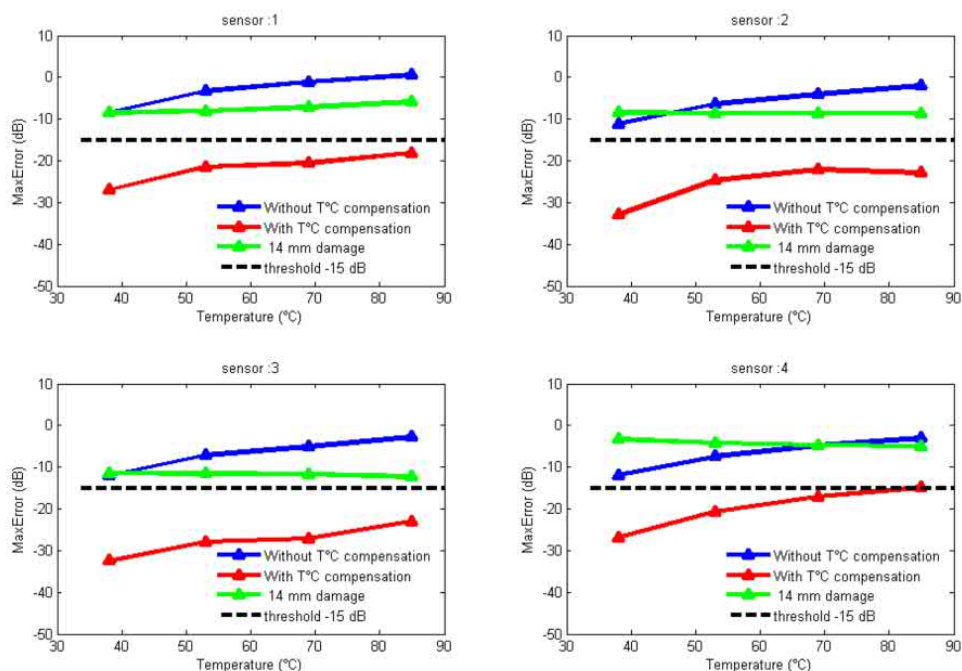 sensor :1
10
0
-10
-20
-30
-40
-50
MaxError (dB)
Without T°C compensation
With T°C compensation
14 mm damage
threshold -15 dB
30 40 50 60 70 80 90
Temperature (°C)
sensor :2
10
0
-10
-20
-30
-40
-50
MaxError (dB)
Without T°C compensation
With T°C compensation
14 mm damage
threshold -15 dB
30 40 50 60 70 80 90
Temperature (°C)
sensor :3
10
0
-10
-20
-30
-40
-50
MaxError (dB)
Without T°C compensation
With T°C compensation
14 mm damage
threshold -15 dB
30 40 50 60 70 80 90
Temperature (°C)
sensor :4
10
0
-10
-20
-30
-40
-50
MaxError (dB)
Without T°C compensation
With T°C compensation
14 mm damage
threshold -15 dB
30 40 50 60 70 80 90
Temperature (°C)